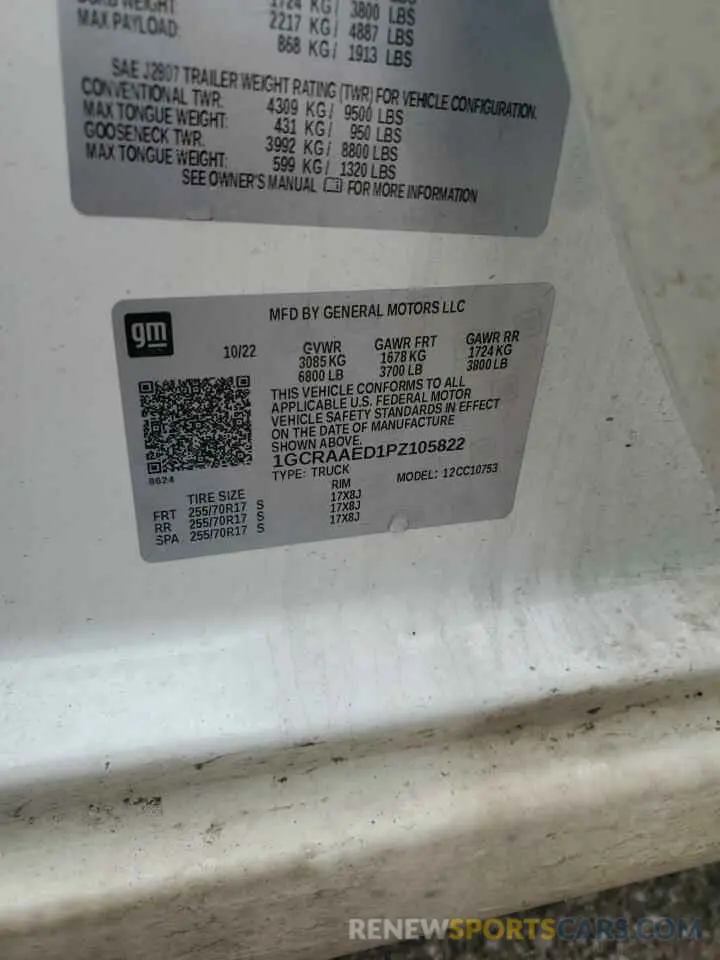 1724 KG/ 3800 LBS
WEIGHT: 2217 KG/ 4887 LBS
MAX PAYLOAD: 868 KG/ 1913 LBS
SAE J2807 TRAILER WEIGHT RATING (TWR) FOR VEHICLE CONFIGURATION.
CONVENTIONAL TWR: 4309 KG/ 9500 LBS
MAX TONGUE WEIGHT: 431 KG/ 950 LBS
GOOSENECK TWR: 3992 KG/ 8800 LBS
MAX TONGUE WEIGHT: 599 KG/ 1320 LBS
SEE OWNER'S MANUAL FOR MORE INFORMATION
gm
MFD BY GENERAL MOTORS LLC
10/22 GVWR GAWR FRT GAWR RR
3085 KG 1678 KG 1724 KG
6800 LB 3700 LB 3800 LB
THIS VEHICLE CONFORMS TO ALL
APPLICABLE U.S. FEDERAL MOTOR
VEHICLE SAFETY STANDARDS IN EFFECT
ON THE DATE OF MANUFACTURE
SHOWN ABOVE.
1GCRAAED1PZ105822
8624
TYPE: TRUCK MODEL: 12CC10753
TIRE SIZE RIM
FRT 255/70R17 S 17X8J
RR 255/70R17 S 17X8J
SPA 255/70R17 S 17X8J
RENEWSPORTSCARS.COM